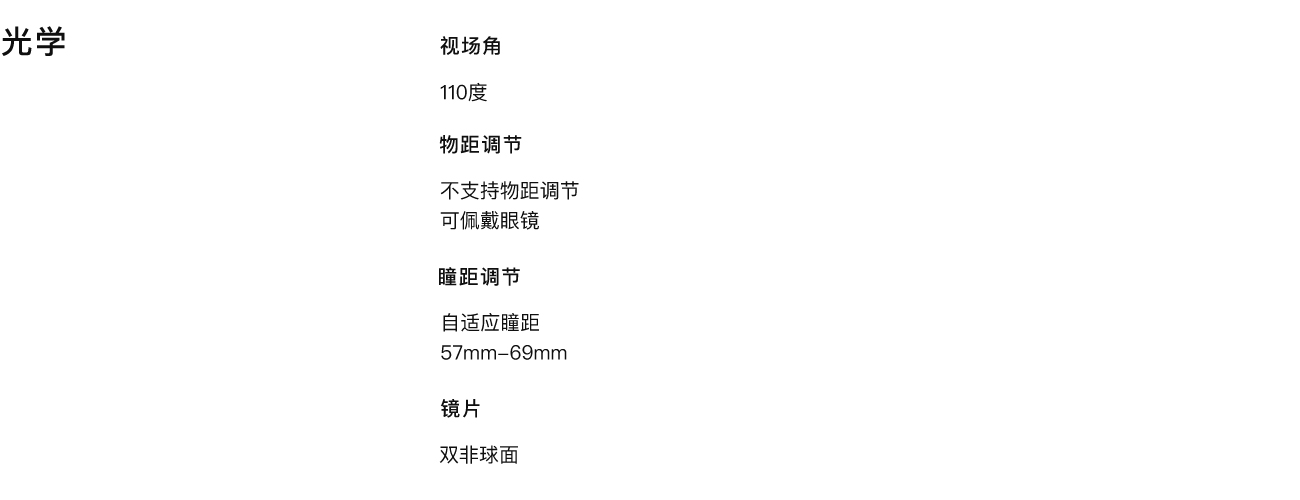 光学
视场角
110度
物距调节
不支持物距调节
可佩戴眼镜
瞳距调节
自适应瞳距
57mm–69mm
镜片
双非球面